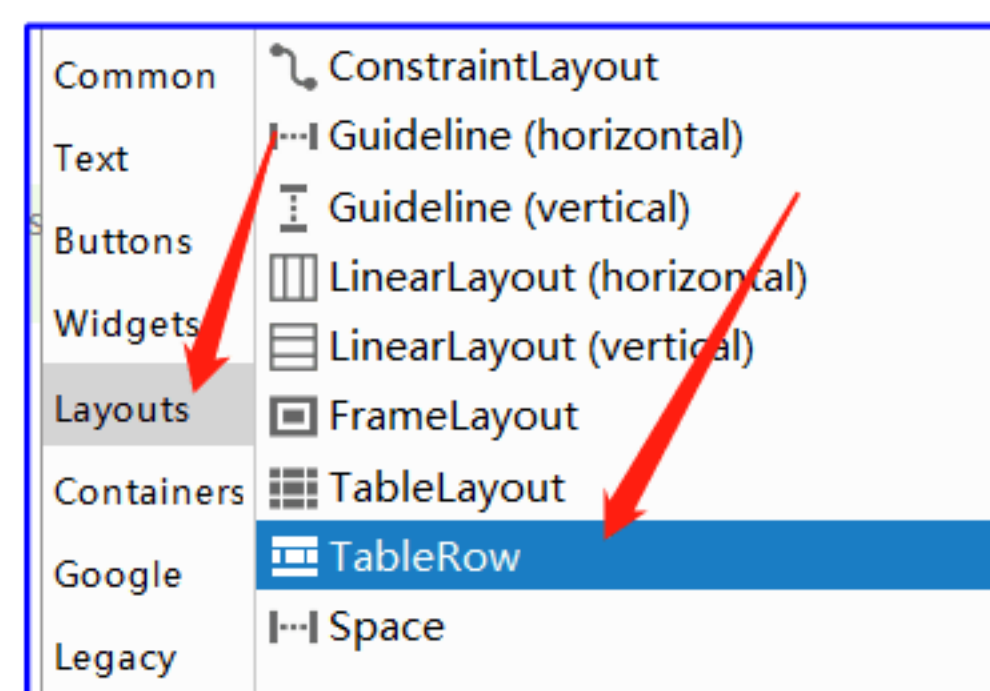 Common
Text
Buttons
Widgets
Layouts
Containers
Google
Legacy
ConstraintLayout
Guideline (horizontal)
Guideline (vertical)
LinearLayout (horizontal)
LinearLayout (vertical)
FrameLayout
TableLayout
TableRow
Space